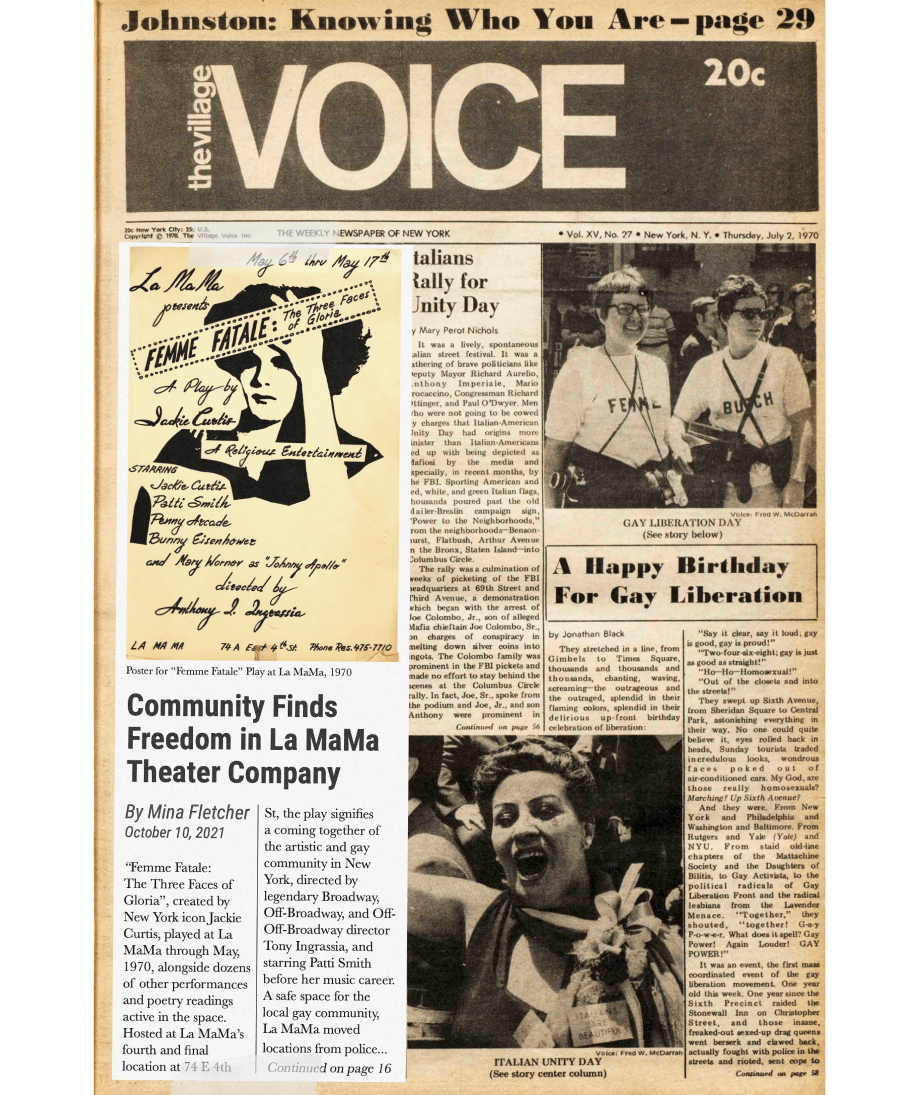 Johnston: Knowing Who You Are—page 29
the village VOICE
20c
20c New York City; 25c U.S.
Copyright © 1970, The Village Voice Inc.
THE WEEKLY NEWSPAPER OF NEW YORK
• Vol. XV, No. 27 • New York, N. Y. • Thursday, July 2, 1970
May 6th thru May 17th
La MaMa
presents
FEMME FATALE: The Three Faces
of Gloria
A Play by
Jackie Curtis
A Religious Entertainment
STARRING
Jackie Curtis
Patti Smith
Penny Arcade
Bunny Eisenhower
and Mary Wornor as "Johnny Apollo"
directed by
Anthony J. Ingrassia
LA MA MA 74 A East 4th St. Phone Res. 475-7710
Poster for “Femme Fatale” Play at La MaMa, 1970
Community Finds
Freedom in La MaMa
Theater Company
By Mina Fletcher
October 10, 2021
“Femme Fatale:
The Three Faces of
Gloria”, created by
New York icon Jackie
Curtis, played at La
MaMa through May,
1970, alongside dozens
of other performances
and poetry readings
active in the space.
Hosted at La MaMa’s
fourth and final
location at 74 E 4th
St, the play signifies
a coming together of
the artistic and gay
community in New
York, directed by
legendary Broadway,
Off-Broadway, and Off-
Off-Broadway director
Tony Ingrassia, and
starring Patti Smith
before her music career.
A safe space for the
local gay community,
La MaMa moved
locations from police...
Continued on page 16
talians
Rally for
Unity Day
y Mary Perot Nichols
It was a lively, spontaneous
alian street festival. It was a
athering of brave politicians like
eputy Mayor Richard Aurelio,
nthony Imperiale, Mario
rocaccino, Congressman Richard
ttinger, and Paul O'Dwyer. Men
ho were not going to be cowed
y charges that Italian-American
nity Day had origins more
inister than Italian-Americans
ed up with being depicted as
afiosi by the media and
specially, in recent months, by
he FBI. Sporting American and
ed, white, and green Italian flags,
housands poured past the old
ailer-Breslin campaign sign,
"Power to the Neighborhoods,"
rom the neighborhoods—Benson-
hurst, Flatbush, Arthur Avenue
n the Bronx, Staten Island—into
Columbus Circle.
The rally was a culmination of
weeks of picketing of the FBI
headquarters at 69th Street and
Third Avenue, a demonstration
which began with the arrest of
Joe Colombo, Jr., son of alleged
Mafia chieftain Joe Colombo, Sr.,
on charges of conspiracy in
melting down silver coins into
ingots. The Colombo family was
prominent in the FBI pickets and
made no effort to stay behind the
scenes at the Columbus Circle
rally. In fact, Joe, Sr., spoke from
the podium and Joe, Jr., and son
Anthony were prominent in
Continued on page 56
FEMME
BUTCH
Voice: Fred W. McDarrah
GAY LIBERATION DAY
(See story below)
A Happy Birthday
For Gay Liberation
by Jonathan Black
They stretched in a line, from
Gimbels to Times Square,
thousands and thousands and
thousands, chanting, waving,
screaming—the outrageous and
the outraged, splendid in their
flaming colors, splendid in their
delirious up-front birthday
celebration of liberation:
"Say it clear, say it loud; gay
is good, gay is proud!"
"Two-four-six-eight; gay is just
as good as straight!"
"Ho—Ho—Homosexual!"
"Out of the closets and into
the streets!"
They swept up Sixth Avenue,
from Sheridan Square to Central
Park, astonishing everything in
their way. No one could quite
believe it, eyes rolled back in
heads, Sunday tourists traded
incredulous looks, wondrous
faces poked out of
air-conditioned cars. My God, are
those really homosexuals?
Marching? Up Sixth Avenue?
And they were. From New
York and Philadelphia and
Washington and Baltimore. From
Rutgers and Yale (Yale) and
NYU. From staid old-line
chapters of the Mattachine
Society and the Daughters of
Bilitis, to Gay Activists, to the
political radicals of Gay
Liberation Front and the radical
lesbians from the Lavender
Menace. "Together," they
shouted, "together! G-a-y
P-o-w-e-r. What does it spell? Gay
Power! Again Louder! GAY
POWER!"
It was an event, the first mass
coordinated event of the gay
liberation movement. One year
old this week. One year since the
Sixth Precinct raided the
Stonewall Inn on Christopher
Street, and those insane,
freaked-out sexed-up drag queens
went berserk and clawed back,
actually fought with police in the
streets and rioted, sent cops to
Continued on page 58
ITALIANS
BEAUTIFUL
Voice: Fred W. McDarrah
ITALIAN UNITY DAY
(See story center column)